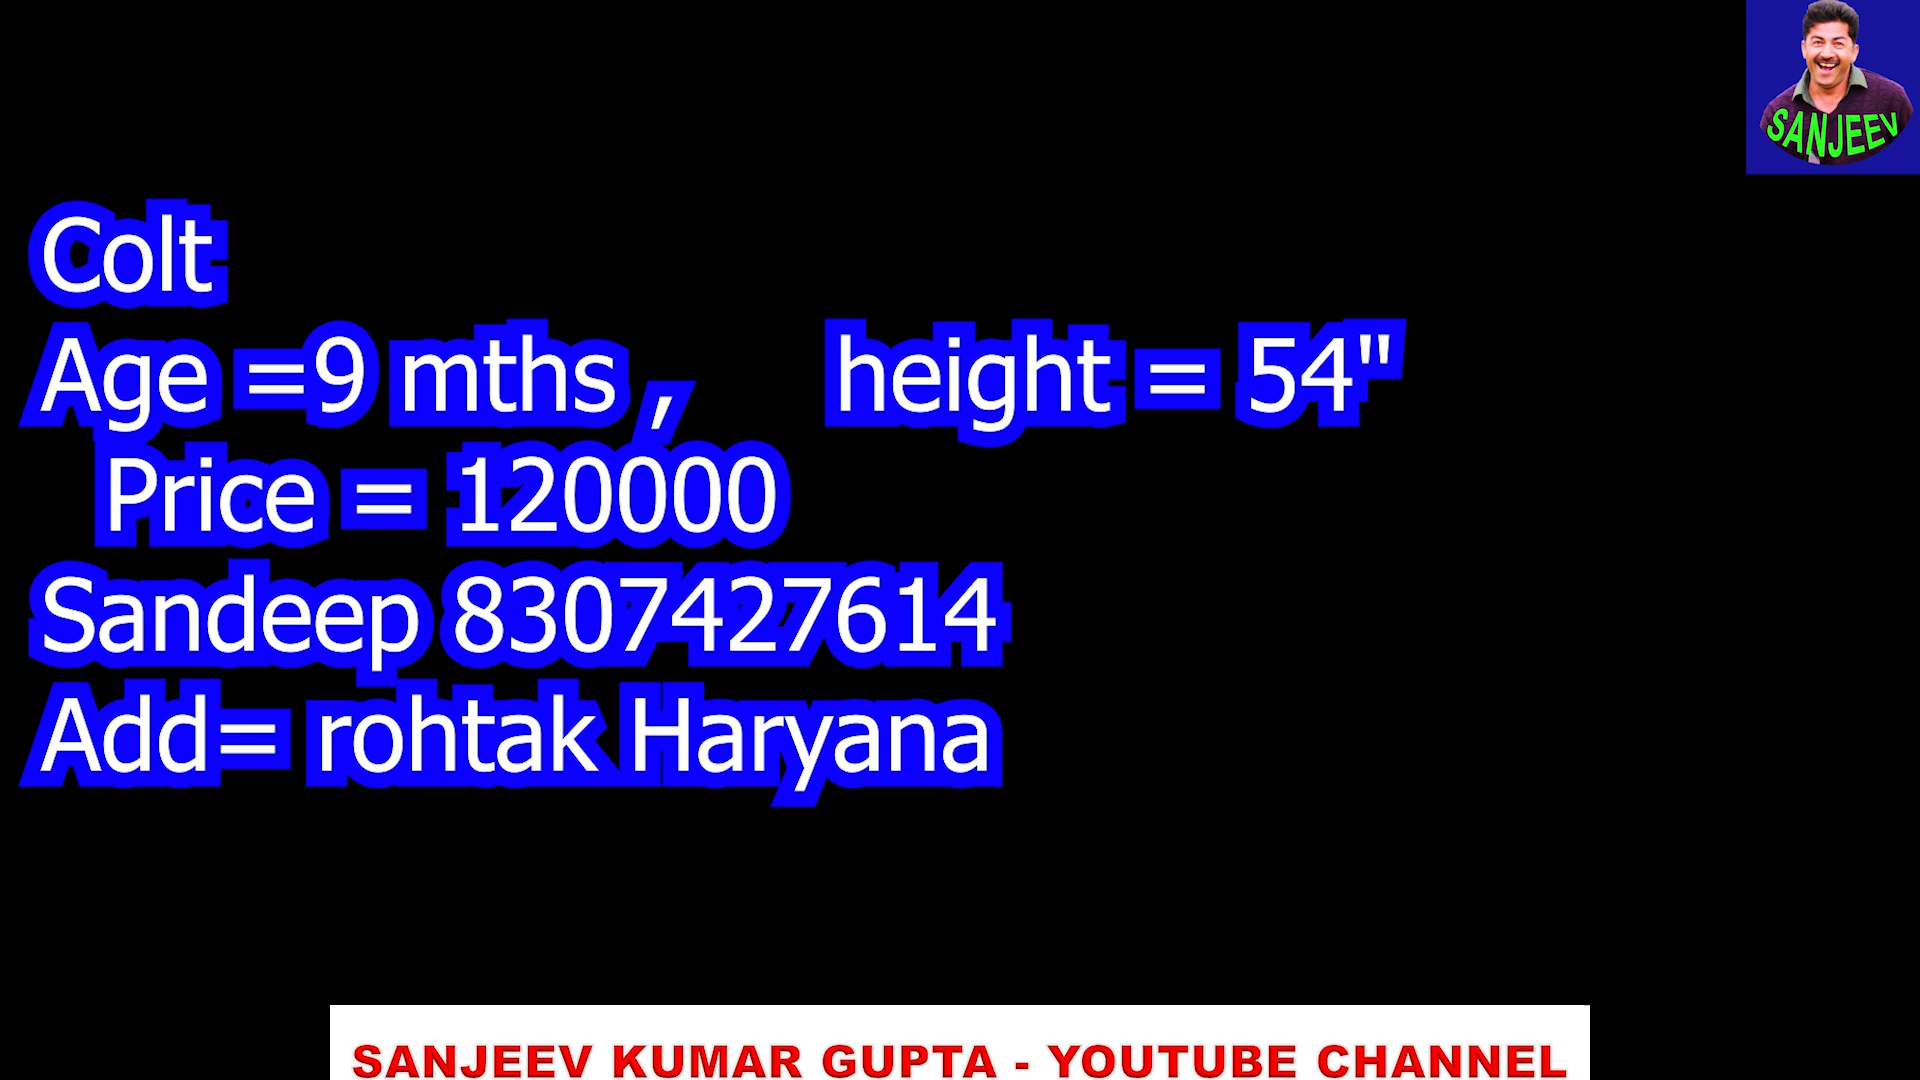 SANJEEV
Colt
Age =9 mths , height = 54"
Price = 120000
Sandeep 8307427614
Add= rohtak Haryana
SANJEEV KUMAR GUPTA - YOUTUBE CHANNEL